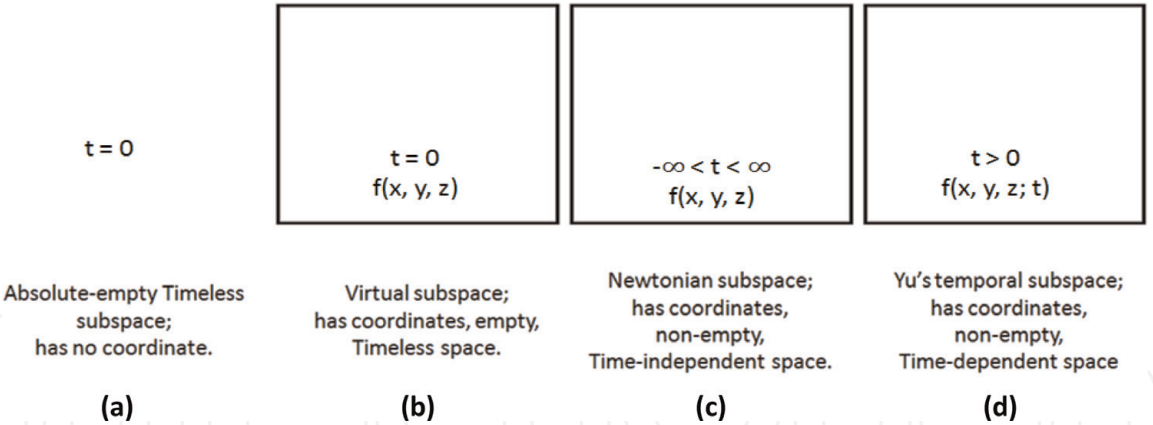 t = 0
Absolute-empty Timeless
subspace;
has no coordinate.
(a)
t = 0
f(x, y, z)
Virtual subspace;
has coordinates, empty,
Timeless space.
(b)
-∞ < t < ∞
f(x, y, z)
Newtonian subspace;
has coordinates,
non-empty,
Time-independent space.
(c)
t > 0
f(x, y, z; t)
Yu's temporal subspace;
has coordinates,
non-empty,
Time-dependent space
(d)